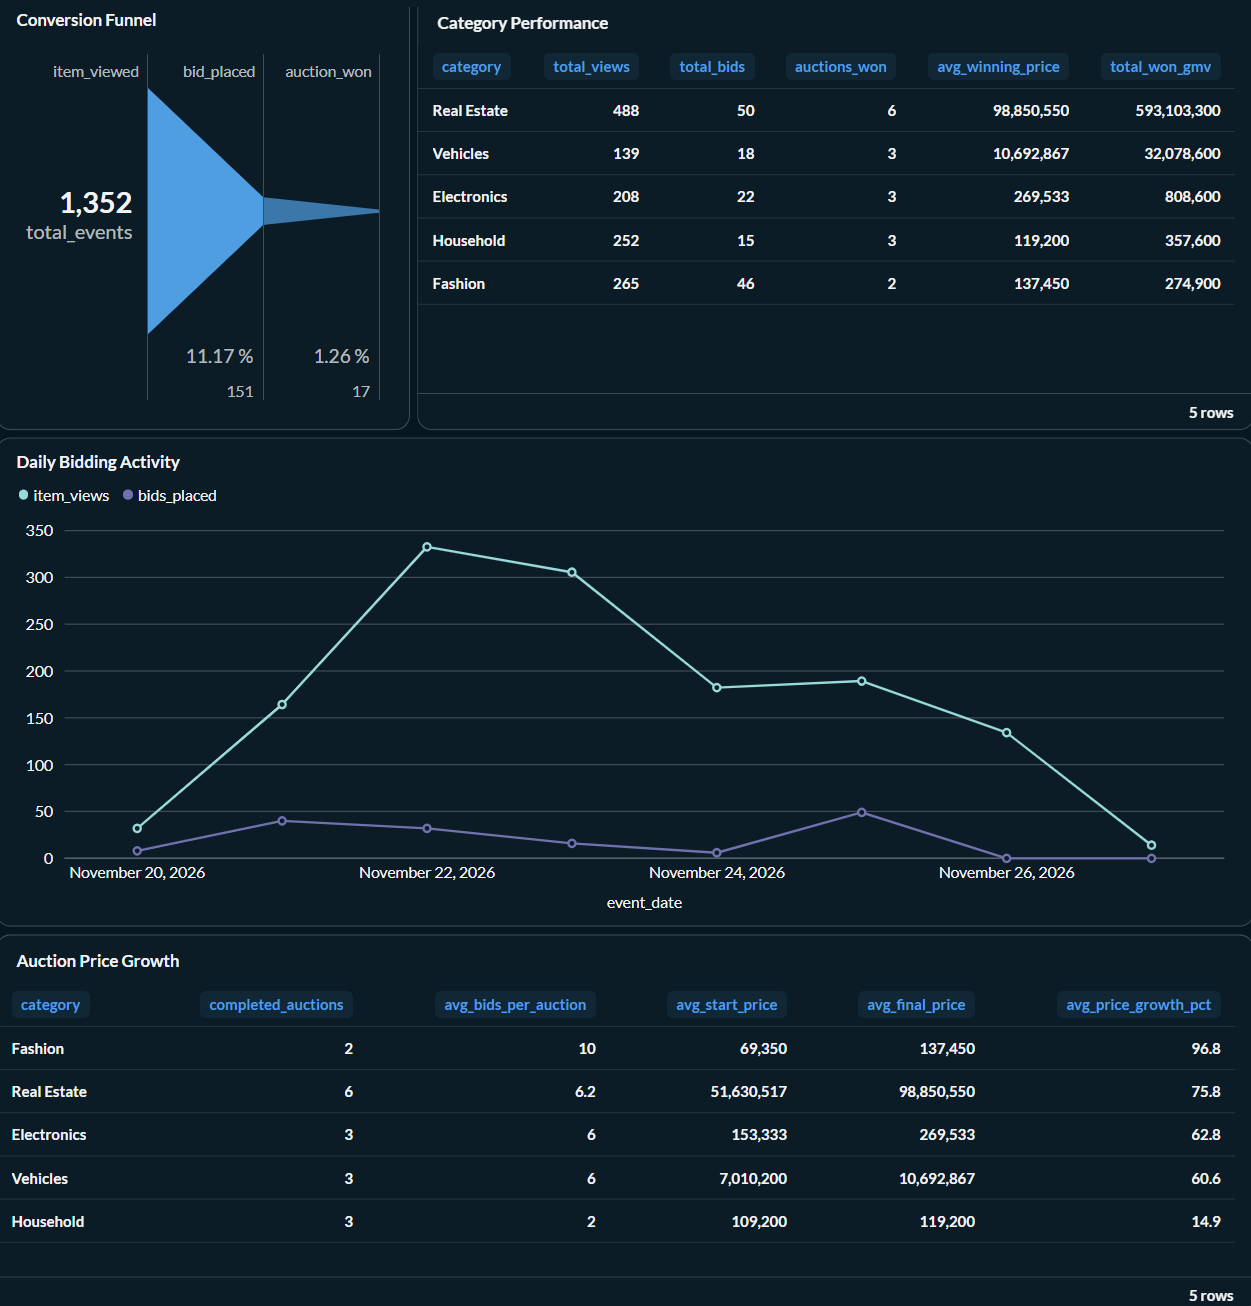 Conversion Funnel
item_viewed bid_placed auction_won
1,352
total_events
11.17 % 1.26 %
151 17
Category Performance
category total_views total_bids auctions_won avg_winning_price total_won_gmv
Real Estate 488 50 6 98,850,550 593,103,300
Vehicles 139 18 3 10,692,867 32,078,600
Electronics 208 22 3 269,533 808,600
Household 252 15 3 119,200 357,600
Fashion 265 46 2 137,450 274,900
5 rows
Daily Bidding Activity
item_views bids_placed
350
300
250
200
150
100
50
0
November 20, 2026 November 22, 2026 November 24, 2026 November 26, 2026
event_date
Auction Price Growth
category completed_auctions avg_bids_per_auction avg_start_price avg_final_price avg_price_growth_pct
Fashion 2 10 69,350 137,450 96.8
Real Estate 6 6.2 51,630,517 98,850,550 75.8
Electronics 3 6 153,333 269,533 62.8
Vehicles 3 6 7,010,200 10,692,867 60.6
Household 3 2 109,200 119,200 14.9
5 rows